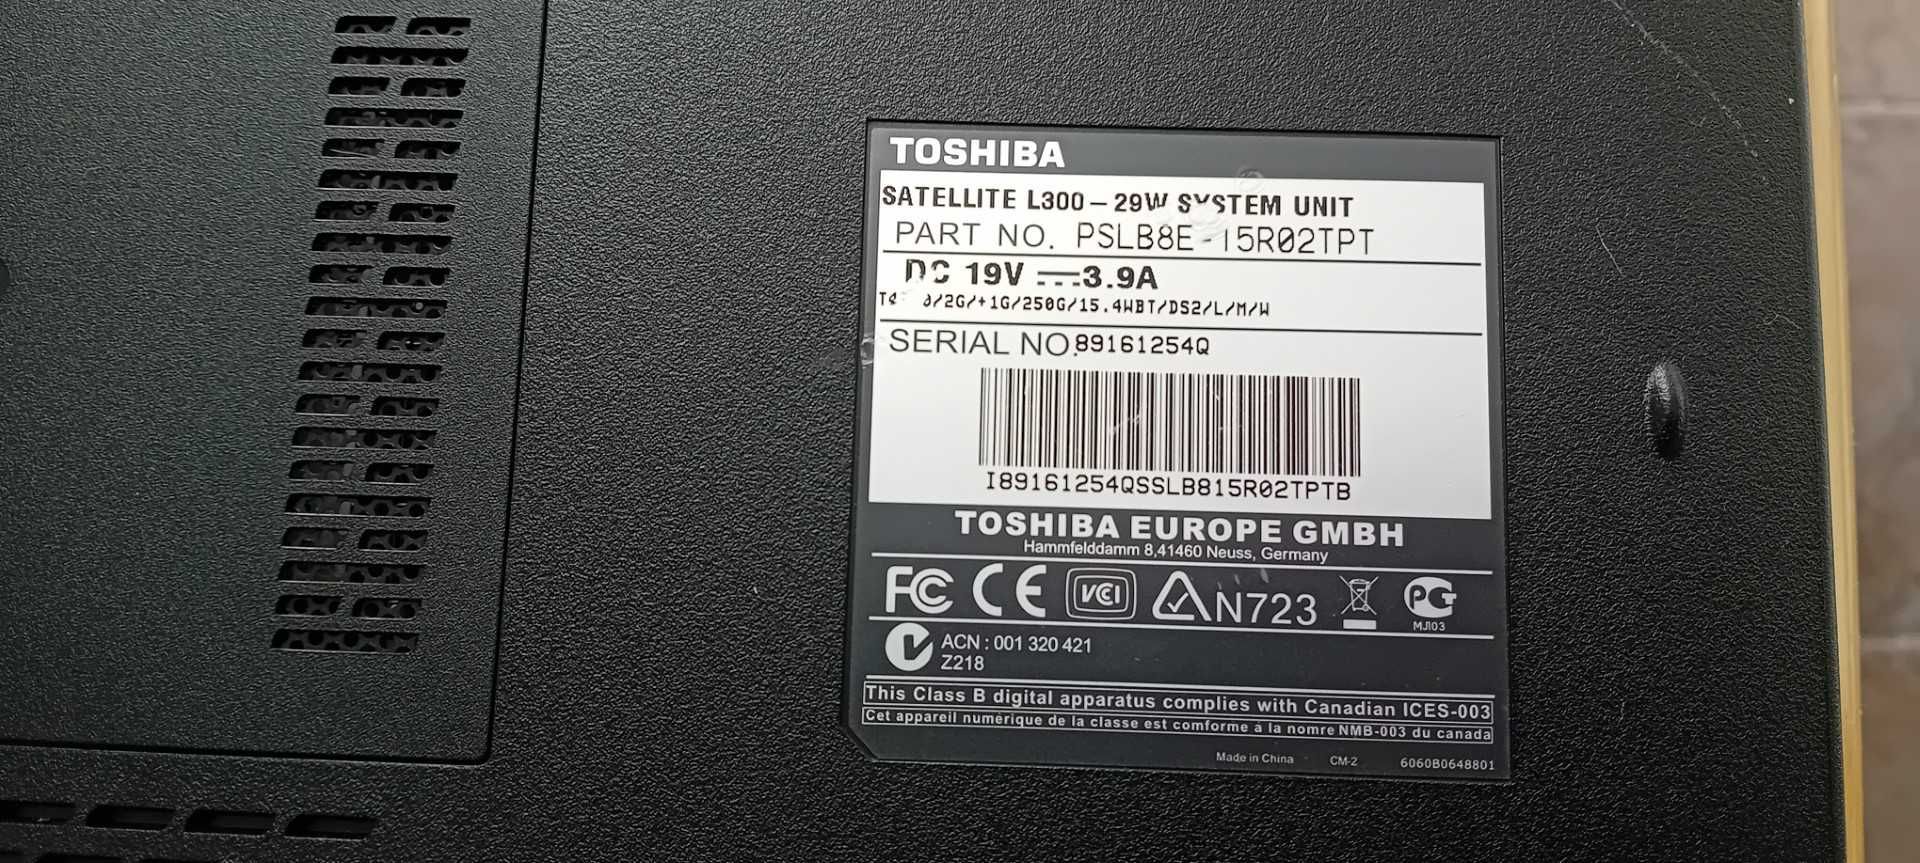 TOSHIBA
SATELLITE L300 – 29W SYSTEM UNIT
PART NO. PSLB8E-15R02TPT
DC 19V 3.9A
/2G/+1G/250G/15.4WBT/DS2/L/M/W
SERIAL NO. 89161254Q
I89161254QSSLB815R02TPTB
TOSHIBA EUROPE GMBH
Hammfelddamm 8,41460 Neuss, Germany
FC CE VCI N723 PG
МЛ03
ACN : 001 320 421
Z218
This Class B digital apparatus complies with Canadian ICES-003
Cet appareil numérique de la classe est comforme à la nomre NMB-003 du canada
Made in China CM-2 6060B0648801